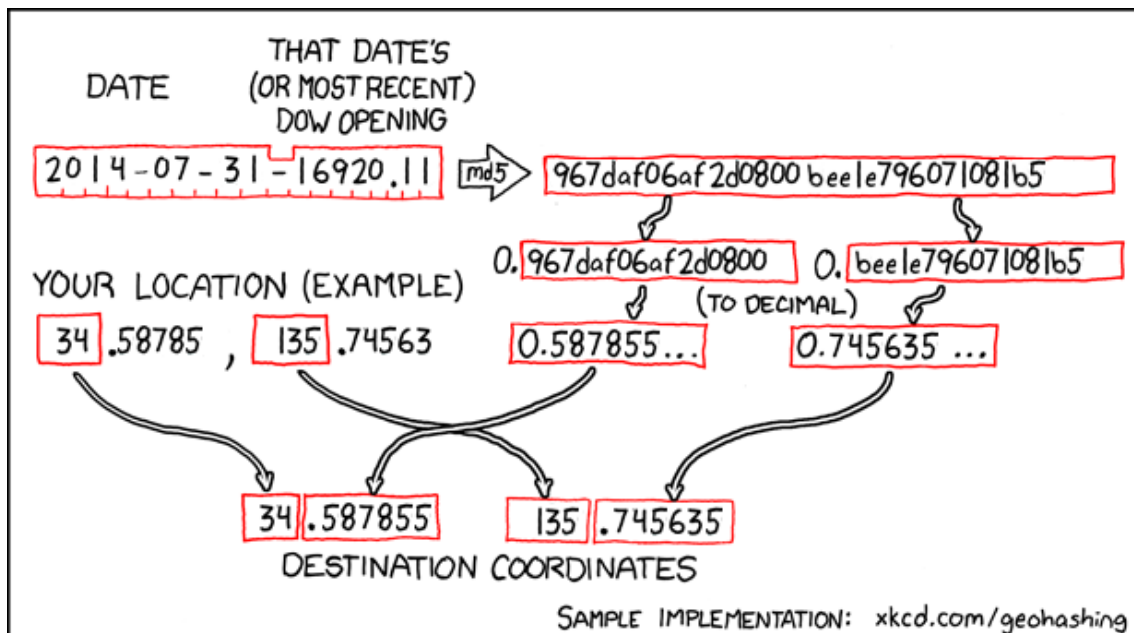 DATE
THAT DATE'S
(OR MOST RECENT)
DOW OPENING
2014-07-31-16920.11
md5
967daf06af2d0800beele79607108lb5
0.967daf06af2d0800
0.beele79607108lb5
YOUR LOCATION (EXAMPLE)
(TO DECIMAL)
34.58785, 135.74563
0.587855...
0.745635...
34.587855
135.745635
DESTINATION COORDINATES
SAMPLE IMPLEMENTATION: xkcd.com/geohashing